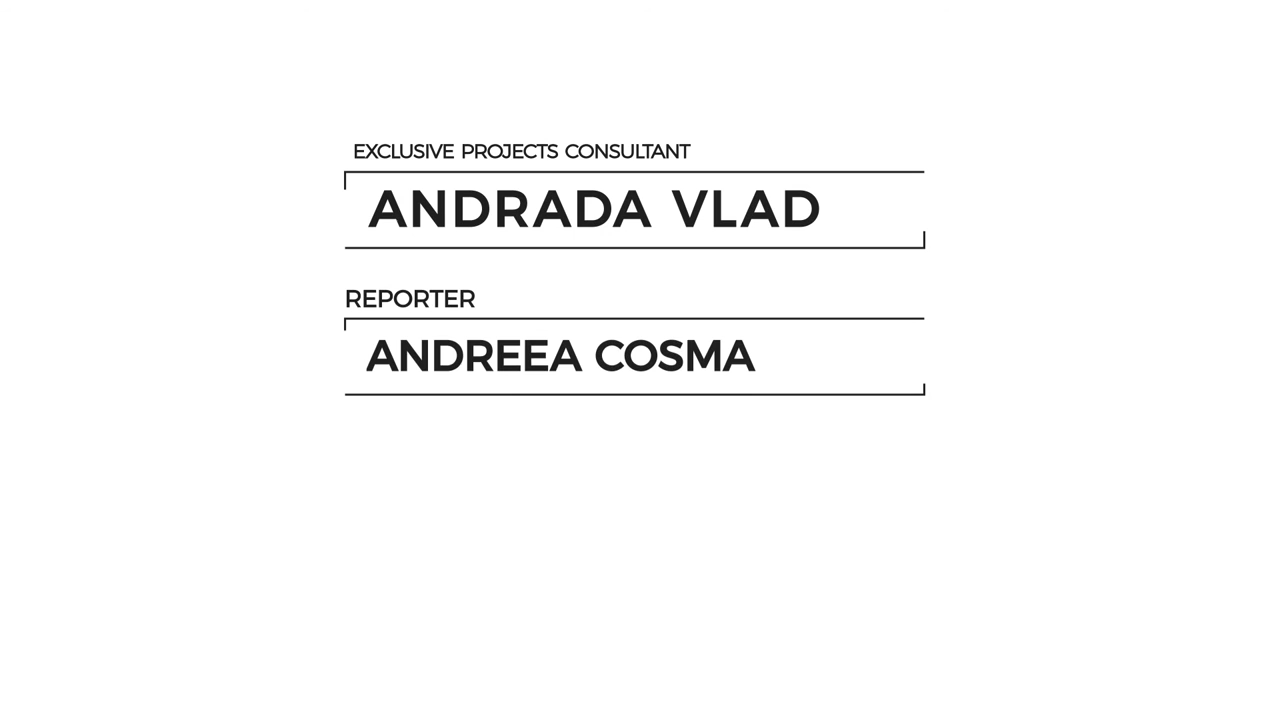 EXCLUSIVE PROJECTS CONSULTANT
ANDRADA VLAD
REPORTER
ANDREEA COSMA